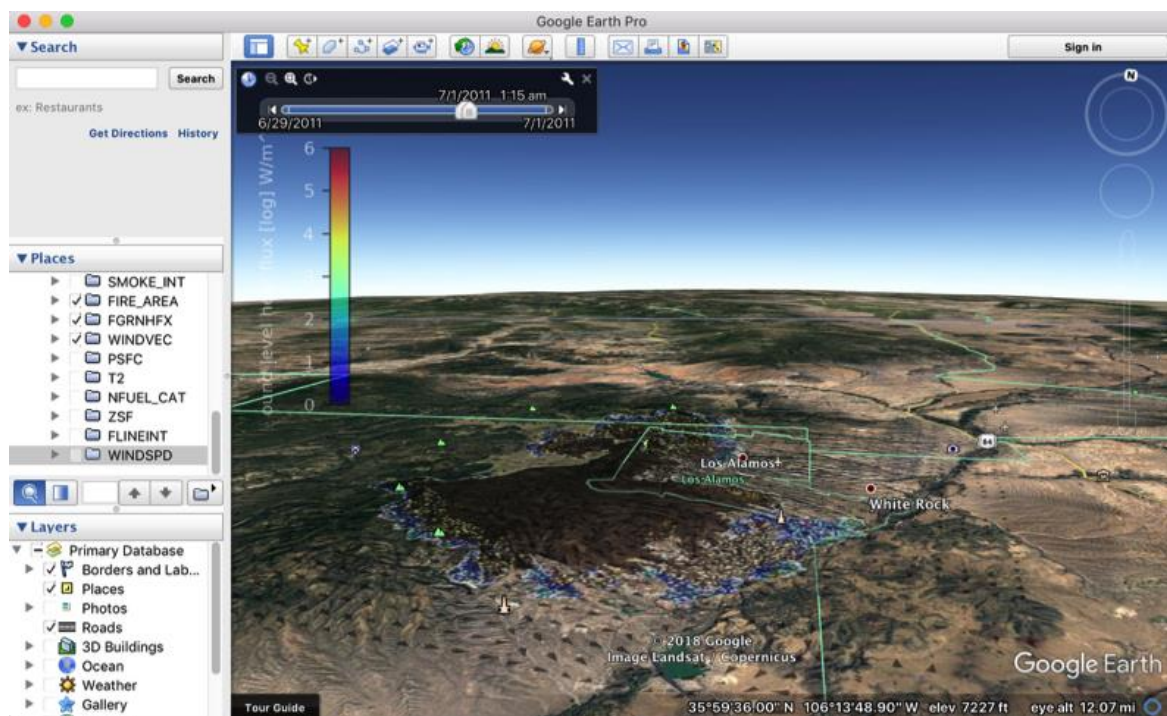 Google Earth Pro
▼ Search
Search
ex: Restaurants
Get Directions History
▼ Places
SMOKE_INT
FIRE_AREA
FGRNHFX
WINDVEC
PSFC
T2
NFUEL_CAT
ZSF
FLINEINT
WINDSPD
▼ Layers
Primary Database
Borders and Lab...
Places
Photos
Roads
3D Buildings
Ocean
Weather
Gallery
Sign in
7/1/2011 1:15 am
6/29/2011 7/1/2011
flux [log] W/m^
6
5
4
3
2
1
0
N
84
Los Alamos
Los Alamos
White Rock
© 2018 Google
Image Landsat / Copernicus
Google Earth
Tour Guide
35°59'36.00" N 106°13'48.90" W elev 7227 ft eye alt 12.07 mi